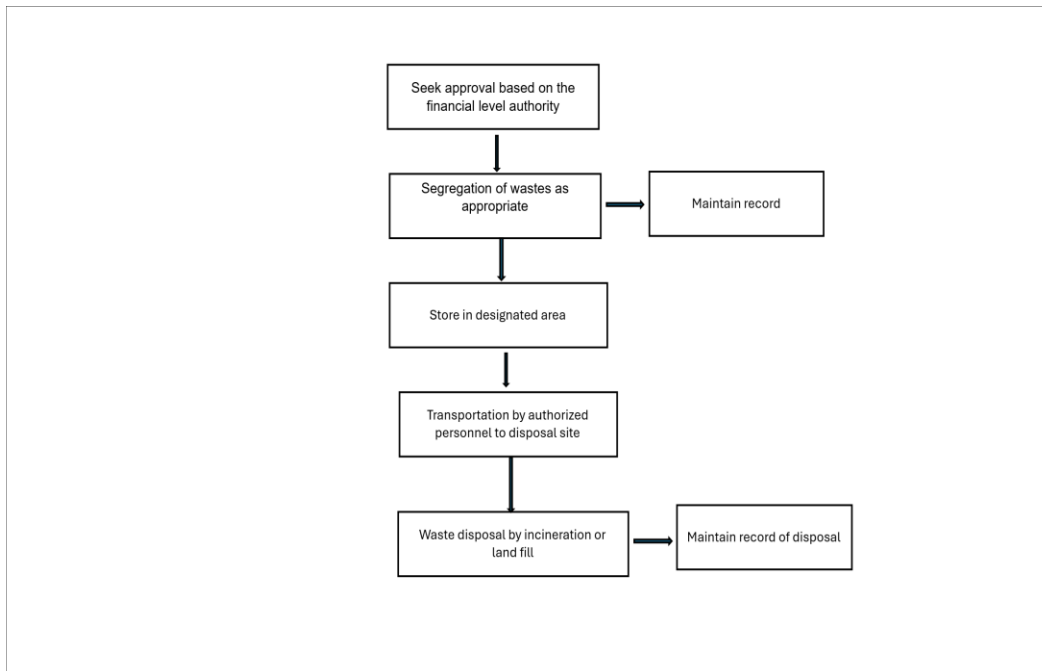 Seek approval based on the
financial level authority
Segregation of wastes as
appropriate
Maintain record
Store in designated area
Transportation by authorized
personnel to disposal site
Waste disposal by incineration or
land fill
Maintain record of disposal